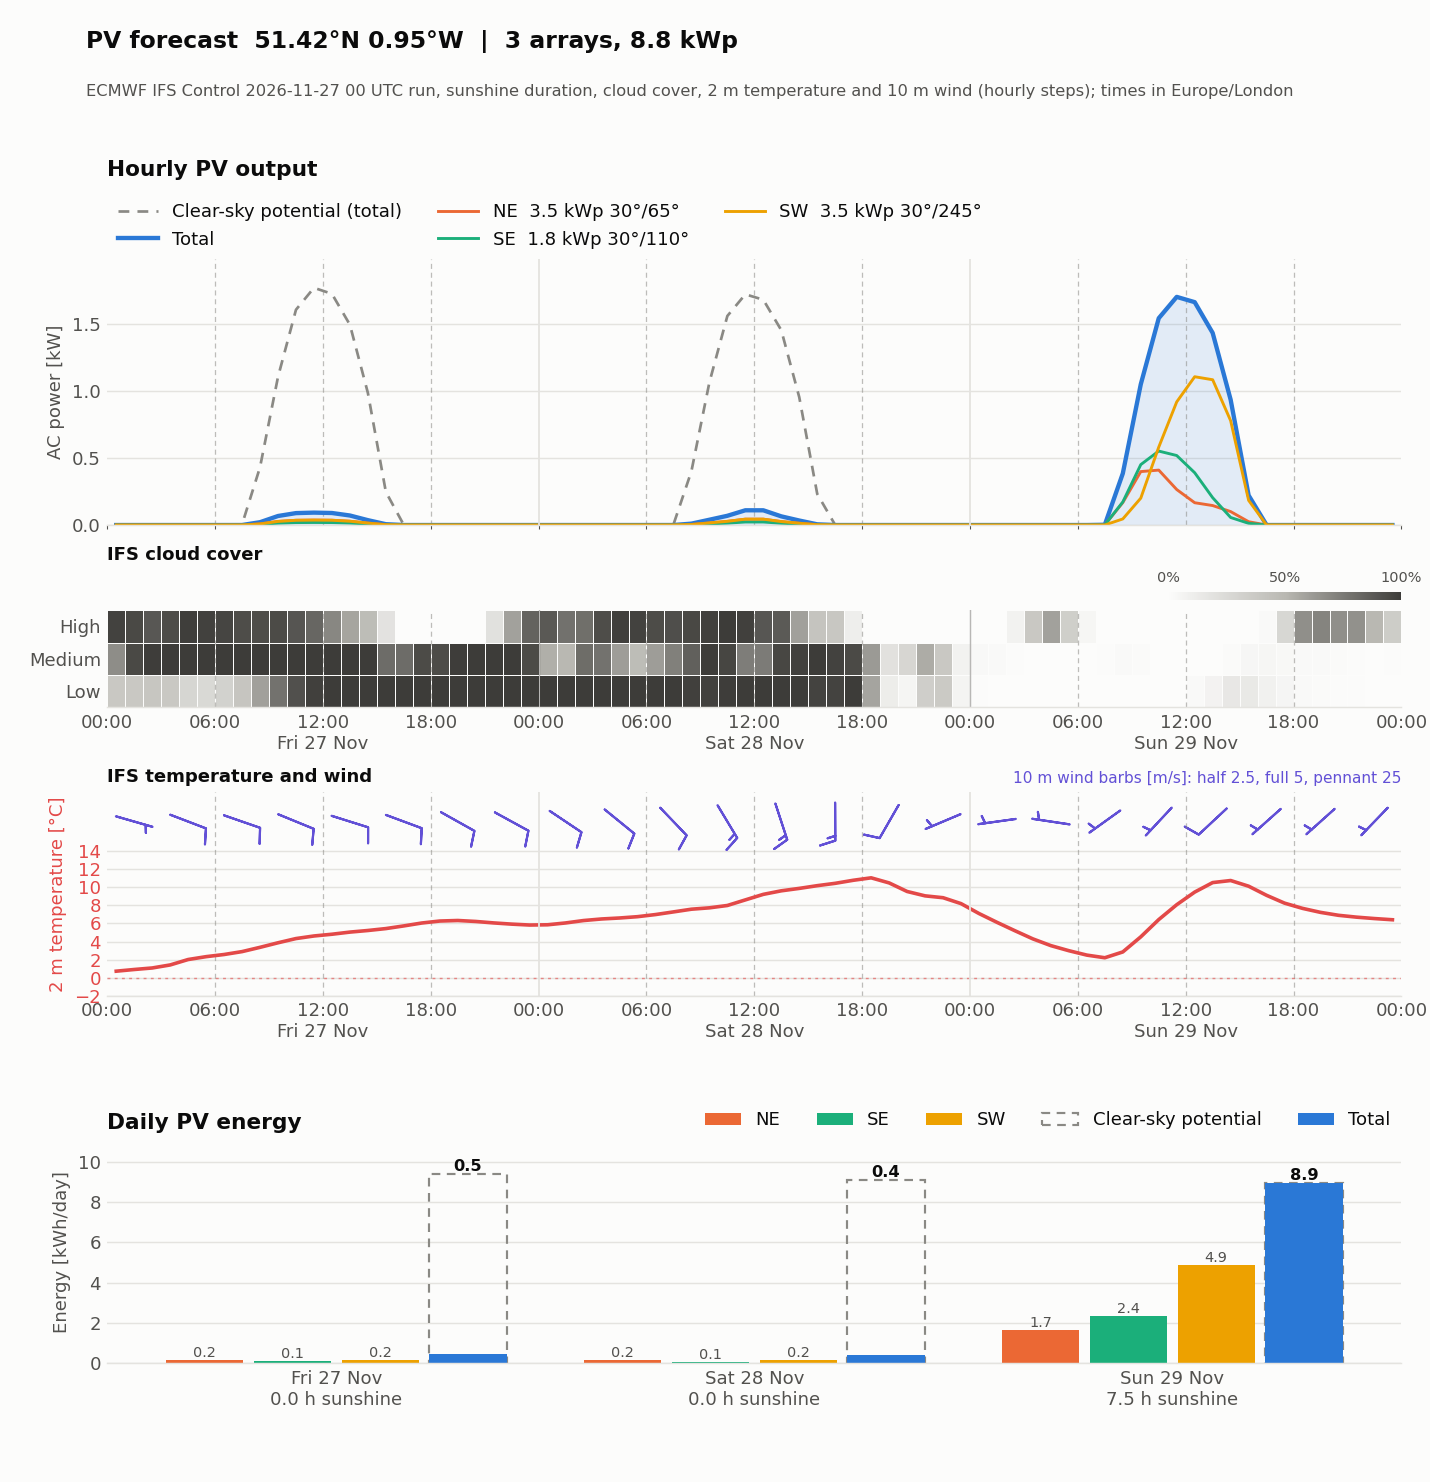 PV forecast  51.42°N 0.95°W  |  3 arrays, 8.8 kWp
ECMWF IFS Control 2026-11-27 00 UTC run, sunshine duration, cloud cover, 2 m temperature and 10 m wind (hourly steps); times in Europe/London
Hourly PV output
Clear-sky potential (total)
NE  3.5 kWp 30°/65°
SW  3.5 kWp 30°/245°
Total
SE  1.8 kWp 30°/110°
AC power [kW]
1.5
1.0
0.5
0.0
IFS cloud cover
0% 50% 100%
High
Medium
Low
00:00 06:00 12:00 18:00 00:00 06:00 12:00 18:00 00:00 06:00 12:00 18:00 00:00
Fri 27 Nov Sat 28 Nov Sun 29 Nov
IFS temperature and wind
10 m wind barbs [m/s]: half 2.5, full 5, pennant 25
2 m temperature [°C]
14
12
10
8
6
4
2
0
−2
00:00 06:00 12:00 18:00 00:00 06:00 12:00 18:00 00:00 06:00 12:00 18:00 00:00
Fri 27 Nov Sat 28 Nov Sun 29 Nov
Daily PV energy
NE SE SW Clear-sky potential Total
Energy [kWh/day]
10
8
6
4
2
0
0.2 0.1 0.2 0.5
0.2 0.1 0.2 0.4
1.7 2.4 4.9 8.9
Fri 27 Nov Sat 28 Nov Sun 29 Nov
0.0 h sunshine 0.0 h sunshine 7.5 h sunshine